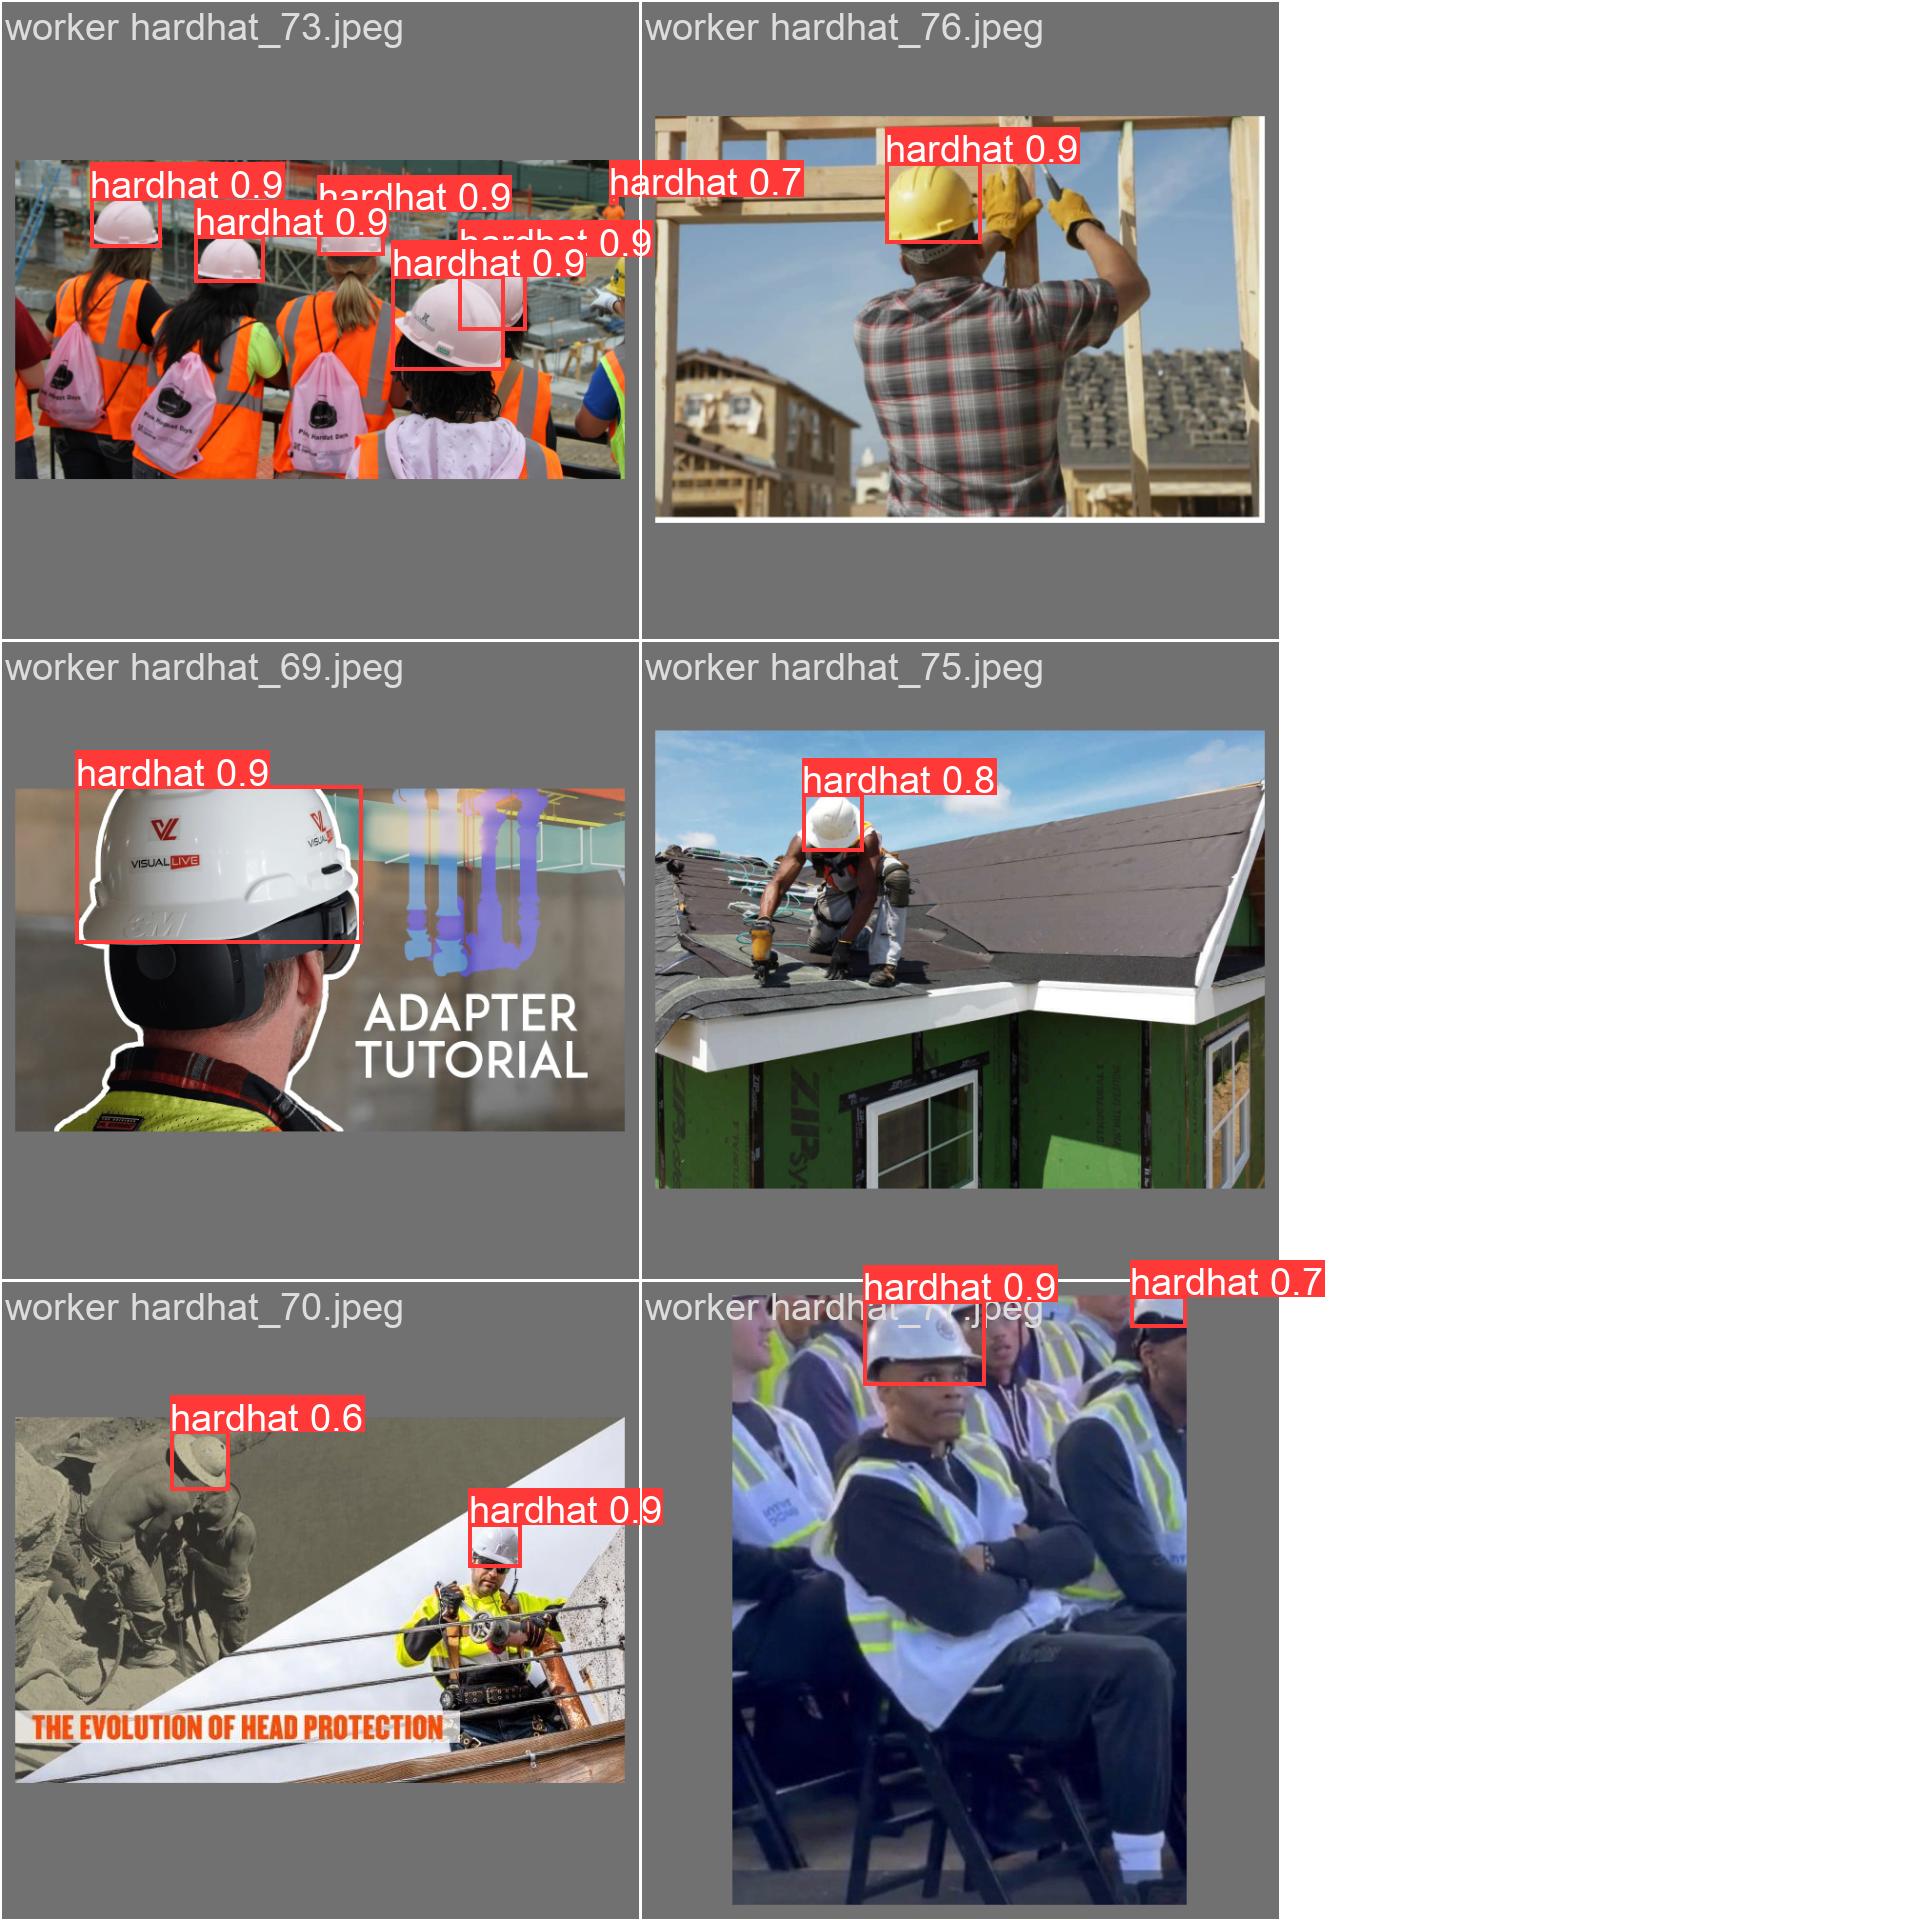 worker hardhat_73.jpeg
hardhat 0.9
hardhat 0.9
hardhat 0.9
hardhat 0.7
hardhat 0.9
hardhat 0.9
worker hardhat_76.jpeg
hardhat 0.9
worker hardhat_69.jpeg
hardhat 0.9
VISUAL LIVE
3M
ADAPTER
TUTORIAL
worker hardhat_75.jpeg
hardhat 0.8
ZIP
worker hardhat_70.jpeg
hardhat 0.6
hardhat 0.9
THE EVOLUTION OF HEAD PROTECTION
hardhat 0.9
hardhat 0.7
worker
.jpeg